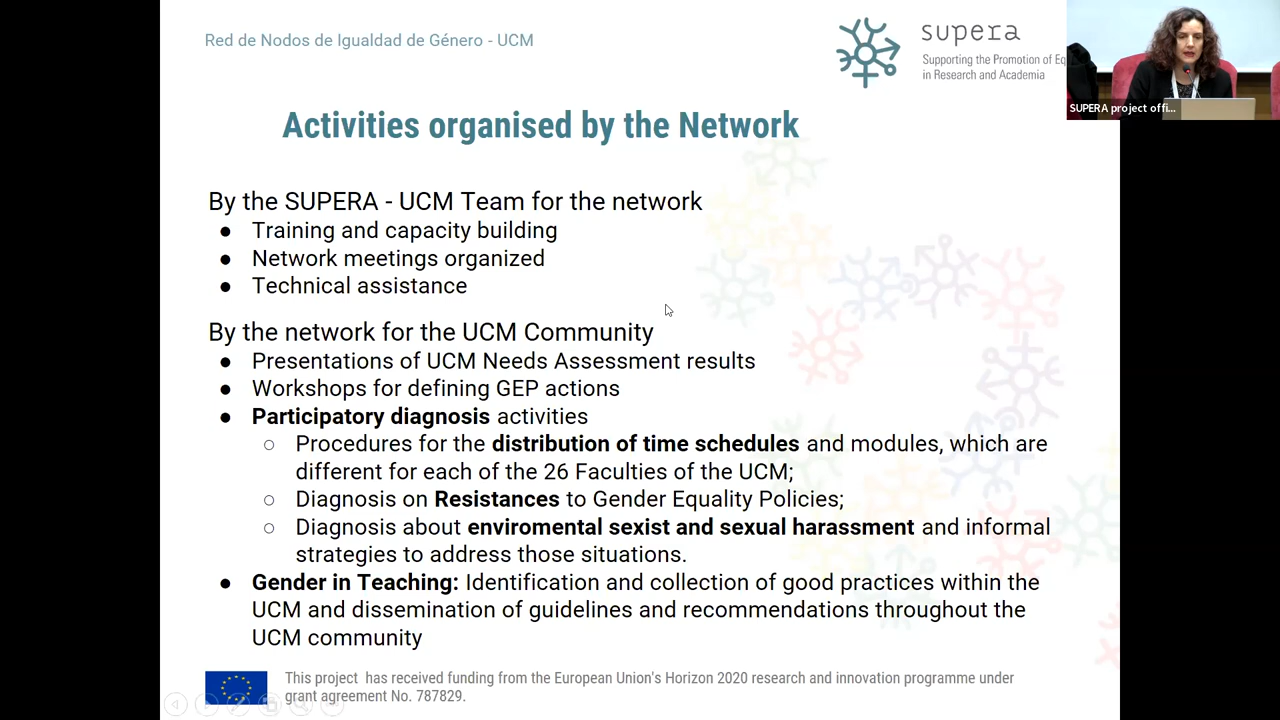 Red de Nodos de Igualdad de Género - UCM
supera
Supporting the Promotion of Eq
in Research and Academia
SUPERA project offi...
Activities organised by the Network
By the SUPERA - UCM Team for the network
● Training and capacity building
● Network meetings organized
● Technical assistance
By the network for the UCM Community
● Presentations of UCM Needs Assessment results
● Workshops for defining GEP actions
● Participatory diagnosis activities
○ Procedures for the distribution of time schedules and modules, which are
different for each of the 26 Faculties of the UCM;
○ Diagnosis on Resistances to Gender Equality Policies;
○ Diagnosis about enviromental sexist and sexual harassment and informal
strategies to address those situations.
● Gender in Teaching: Identification and collection of good practices within the
UCM and dissemination of guidelines and recommendations throughout the
UCM community
This project has received funding from the European Union's Horizon 2020 research and innovation programme under
grant agreement No. 787829.